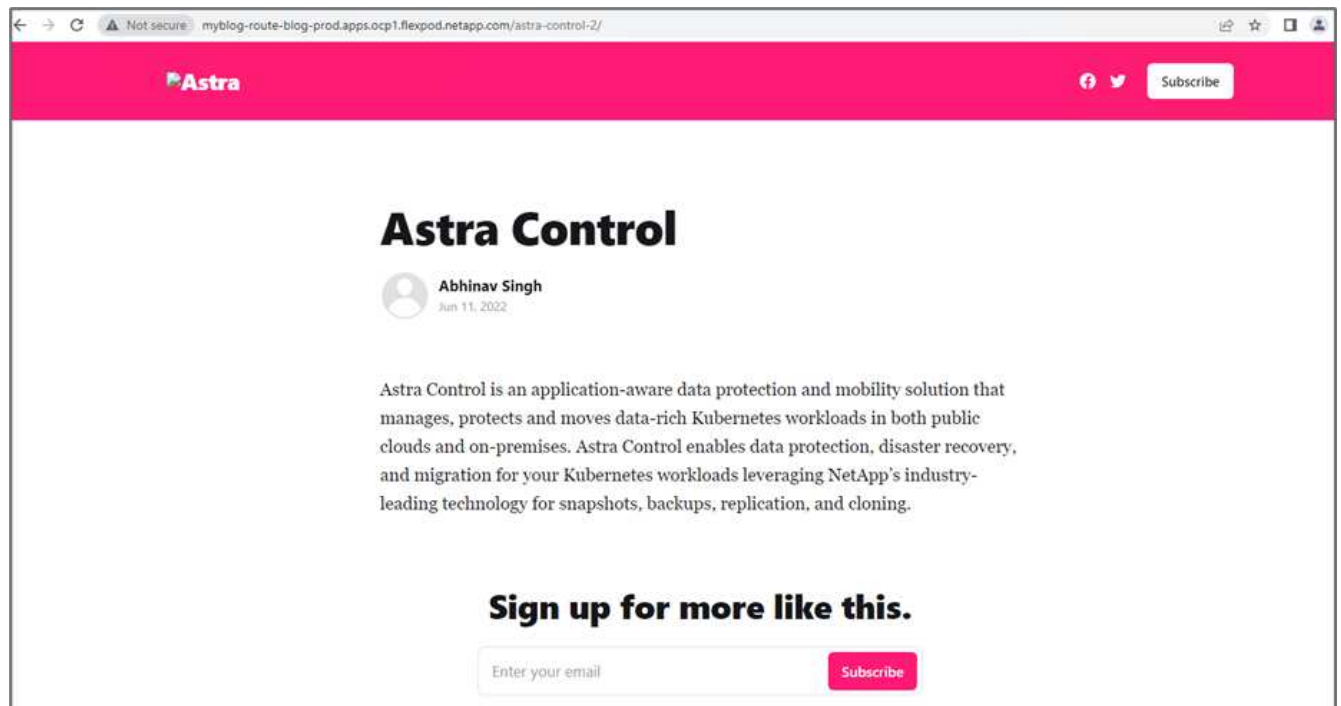 Not secure myblog-route-blog-prod.apps.ocp1.flexpod.netapp.com/astra-control-2/
Astra
Subscribe
Astra Control
Abhinav Singh
Jun 11, 2022
Astra Control is an application-aware data protection and mobility solution that
manages, protects and moves data-rich Kubernetes workloads in both public
clouds and on-premises. Astra Control enables data protection, disaster recovery,
and migration for your Kubernetes workloads leveraging NetApp’s industry-
leading technology for snapshots, backups, replication, and cloning.
Sign up for more like this.
Enter your email
Subscribe